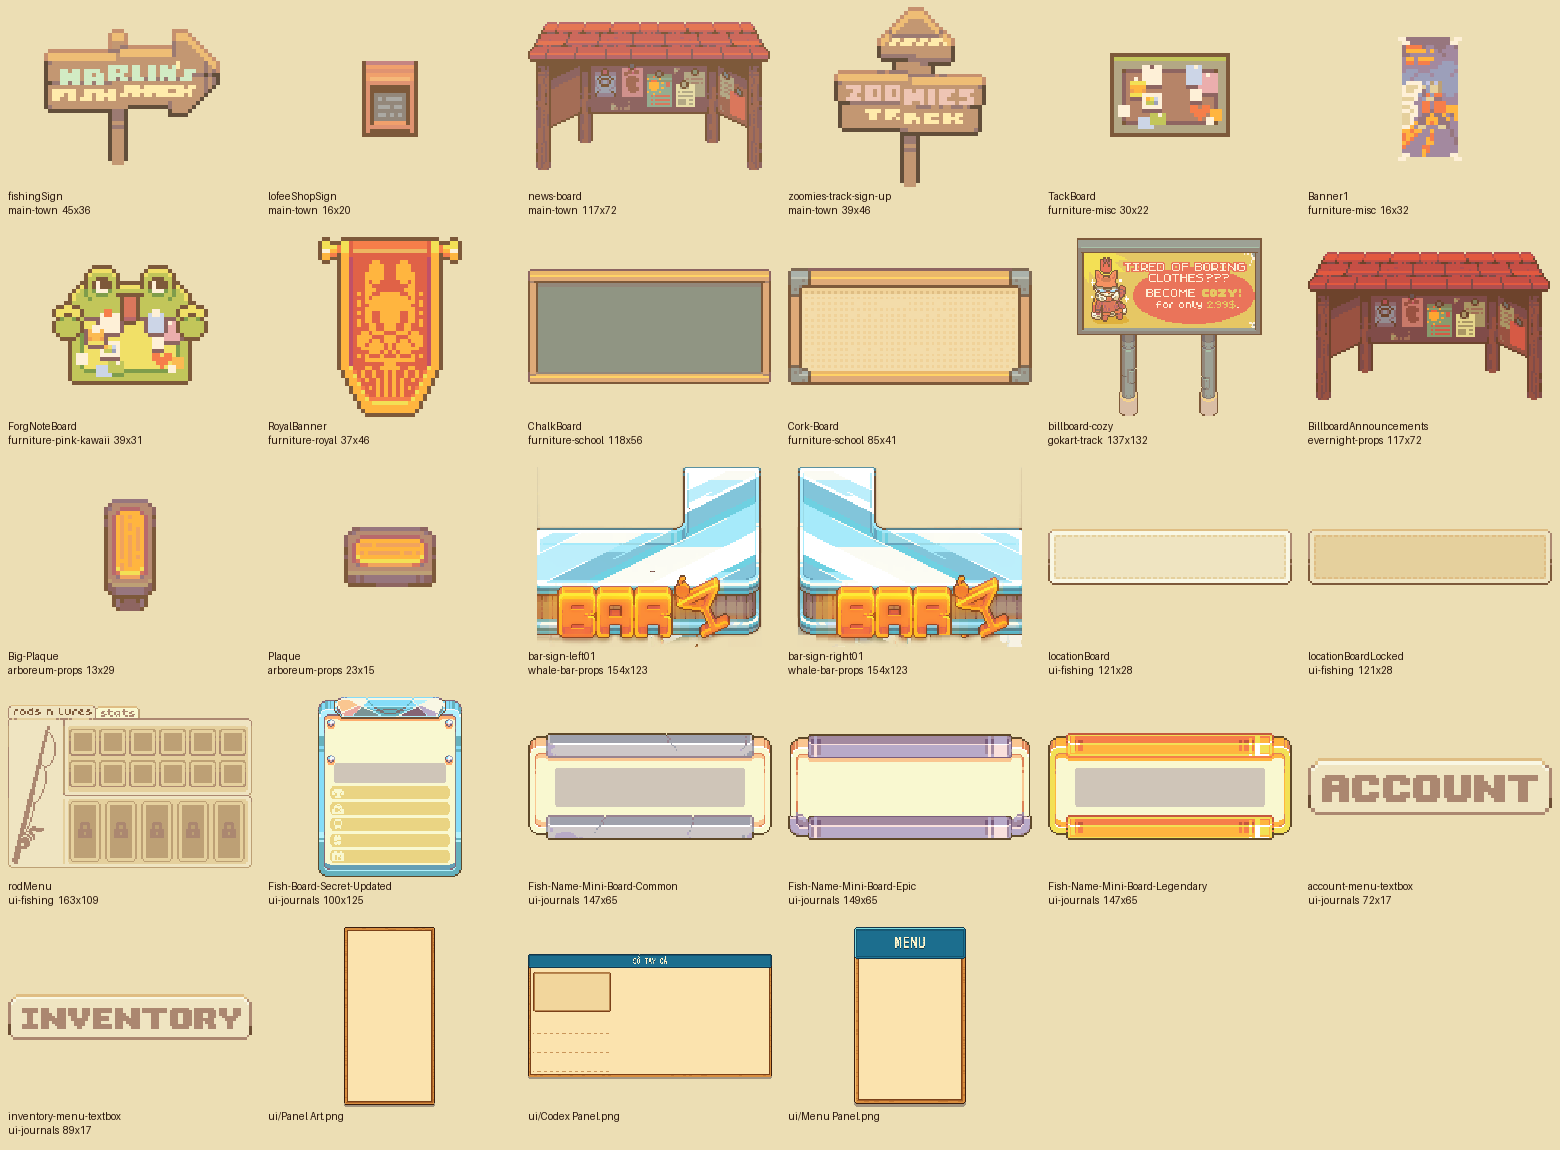 MARLIN'S
FISH SHACK
fishingSign
main-town 45x36
lofeeShopSign
main-town 16x20
news-board
main-town 117x72
ZOOMIES
TRACK
zoomies-track-sign-up
main-town 39x46
TackBoard
furniture-misc 30x22
Banner1
furniture-misc 16x32
ForgNoteBoard
furniture-pink-kawaii 39x31
RoyalBanner
furniture-royal 37x46
ChalkBoard
furniture-school 118x56
Cork-Board
furniture-school 85x41
TIRED OF BORING
CLOTHES???
BECOME COZY!
for only 299$.
billboard-cozy
gokart-track 137x132
BillboardAnnouncements
evernight-props 117x72
Big-Plaque
arboreum-props 13x29
Plaque
arboreum-props 23x15
BAR
bar-sign-left01
whale-bar-props 154x123
BAR
bar-sign-right01
whale-bar-props 154x123
locationBoard
ui-fishing 121x28
locationBoardLocked
ui-fishing 121x28
rods n lures stats
rodMenu
ui-fishing 163x109
Fish-Board-Secret-Updated
ui-journals 100x125
Fish-Name-Mini-Board-Common
ui-journals 147x65
Fish-Name-Mini-Board-Epic
ui-journals 149x65
Fish-Name-Mini-Board-Legendary
ui-journals 147x65
ACCOUNT
account-menu-textbox
ui-journals 72x17
INVENTORY
inventory-menu-textbox
ui-journals 89x17
ui/Panel Art.png
SỔ TAY CÁ
ui/Codex Panel.png
MENU
ui/Menu Panel.png